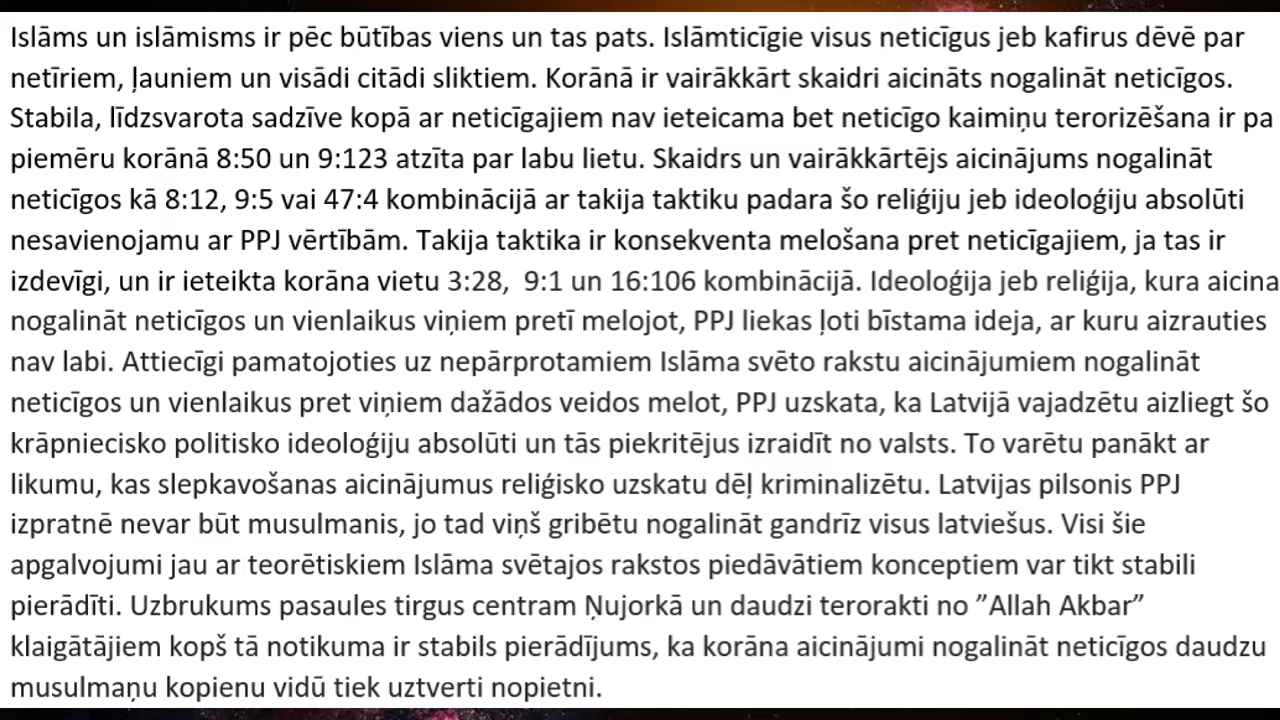 Islāms un islāmisms ir pēc būtības viens un tas pats. Islāmticīgie visus neticīgus jeb kafirus dēvē par
netīriem, ļauniem un visādi citādi sliktiem. Korānā ir vairākkārt skaidri aicināts nogalināt neticīgos.
Stabila, līdzsvarota sadzīve kopā ar neticīgajiem nav ieteicama bet neticīgo kaimiņu terorizēšana ir pa
piemēru korānā 8:50 un 9:123 atzīta par labu lietu. Skaidrs un vairākkārtējs aicinājums nogalināt
neticīgos kā 8:12, 9:5 vai 47:4 kombinācijā ar takija taktiku padara šo reliģiju jeb ideoloģiju absolūti
nesavienojamu ar PPJ vērtībām. Takija taktika ir konsekventa melošana pret neticīgajiem, ja tas ir
izdevīgi, un ir ieteikta korāna vietu 3:28,  9:1 un 16:106 kombinācijā. Ideoloģija jeb reliģija, kura aicina
nogalināt neticīgos un vienlaikus viņiem pretī melojot, PPJ liekas ļoti bīstama ideja, ar kuru aizrauties
nav labi. Attiecīgi pamatojoties uz nepārprotamiem Islāma svēto rakstu aicinājumiem nogalināt
neticīgos un vienlaikus pret viņiem dažādos veidos melot, PPJ uzskata, ka Latvijā vajadzētu aizliegt šo
krāpniecisko politisko ideoloģiju absolūti un tās piekritējus izraidīt no valsts. To varētu panākt ar
likumu, kas slepkavošanas aicinājumus reliģisko uzskatu dēļ kriminalizētu. Latvijas pilsonis PPJ
izpratnē nevar būt musulmanis, jo tad viņš gribētu nogalināt gandrīz visus latviešus. Visi šie
apgalvojumi jau ar teorētiskiem Islāma svētajos rakstos piedāvātiem konceptiem var tikt stabili
pierādīti. Uzbrukums pasaules tirgus centram Ņujorkā un daudzi terorakti no ”Allah Akbar”
klaigātājiem kopš tā notikuma ir stabils pierādījums, ka korāna aicinājumi nogalināt neticīgos daudzu
musulmaņu kopienu vidū tiek uztverti nopietni.